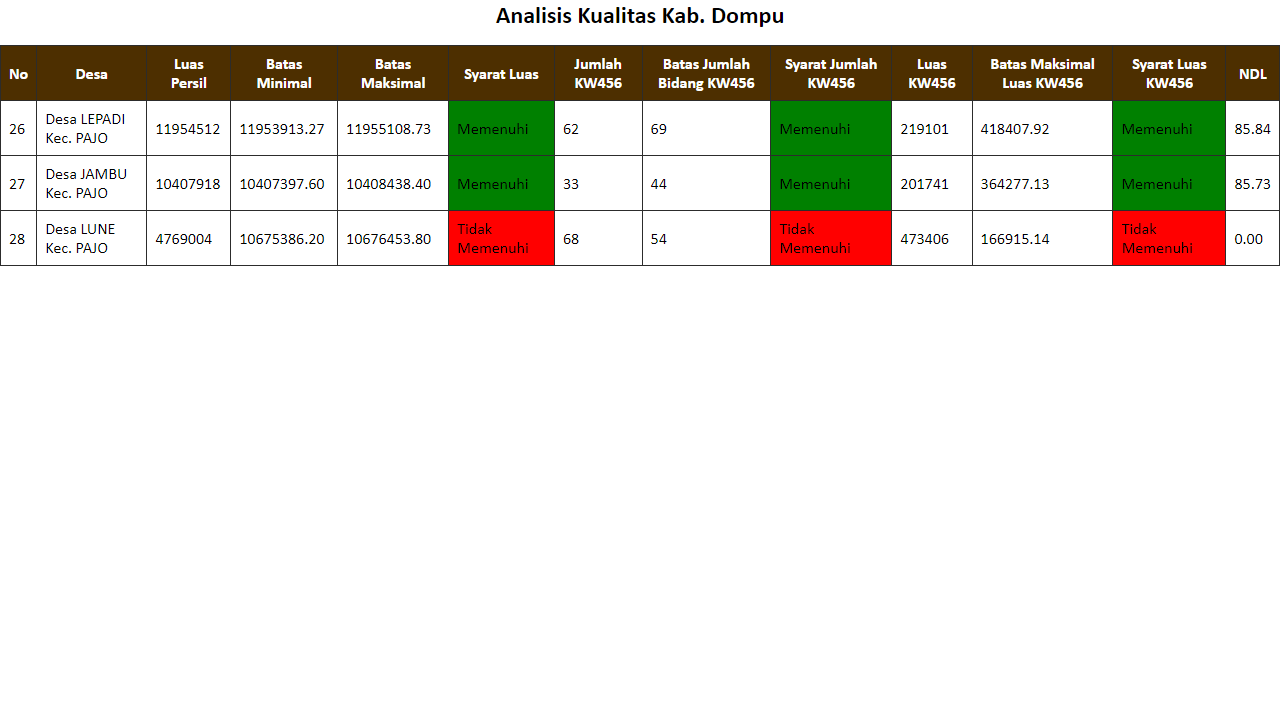 Analisis Kualitas Kab. Dompu
No Desa Luas Persil Batas Minimal Batas Maksimal Syarat Luas Jumlah KW456 Batas Jumlah Bidang KW456 Syarat Jumlah KW456 Luas KW456 Batas Maksimal Luas KW456 Syarat Luas KW456 NDL
26 Desa LEPADI Kec. PAJO 11954512 11953913.27 11955108.73 Memenuhi 62 69 Memenuhi 219101 418407.92 Memenuhi 85.84
27 Desa JAMBU Kec. PAJO 10407918 10407397.60 10408438.40 Memenuhi 33 44 Memenuhi 201741 364277.13 Memenuhi 85.73
28 Desa LUNE Kec. PAJO 4769004 10675386.20 10676453.80 Tidak Memenuhi 68 54 Tidak Memenuhi 473406 166915.14 Tidak Memenuhi 0.00